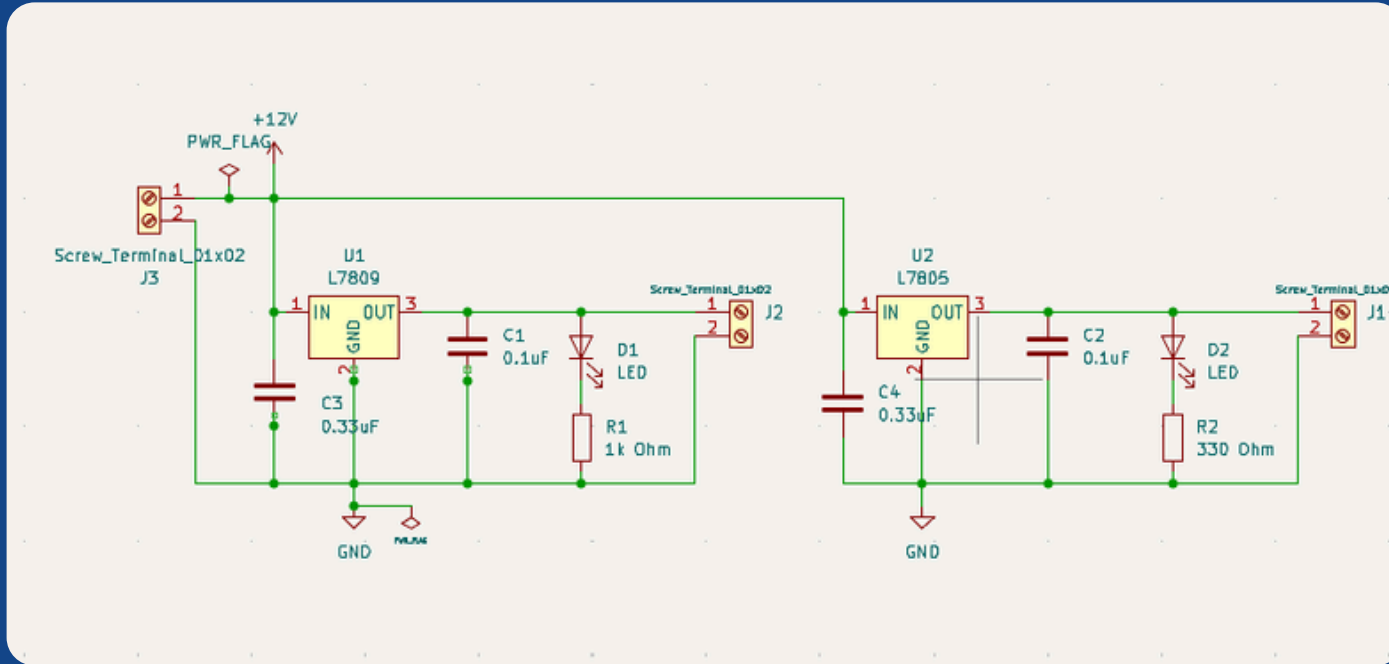 +12V
PWR_FLAG
1
2
Screw_Terminal_01x02
J3
U1
L7809
1
IN
OUT
3
GND
2
C3
0.33uF
C1
0.1uF
D1
LED
R1
1k Ohm
Screw_Terminal_01x02
1
2
J2
GND
PWR_FLAG
U2
L7805
1
IN
OUT
3
GND
2
C4
0.33uF
C2
0.1uF
D2
LED
R2
330 Ohm
Screw_Terminal_01x0
1
2
J1
GND